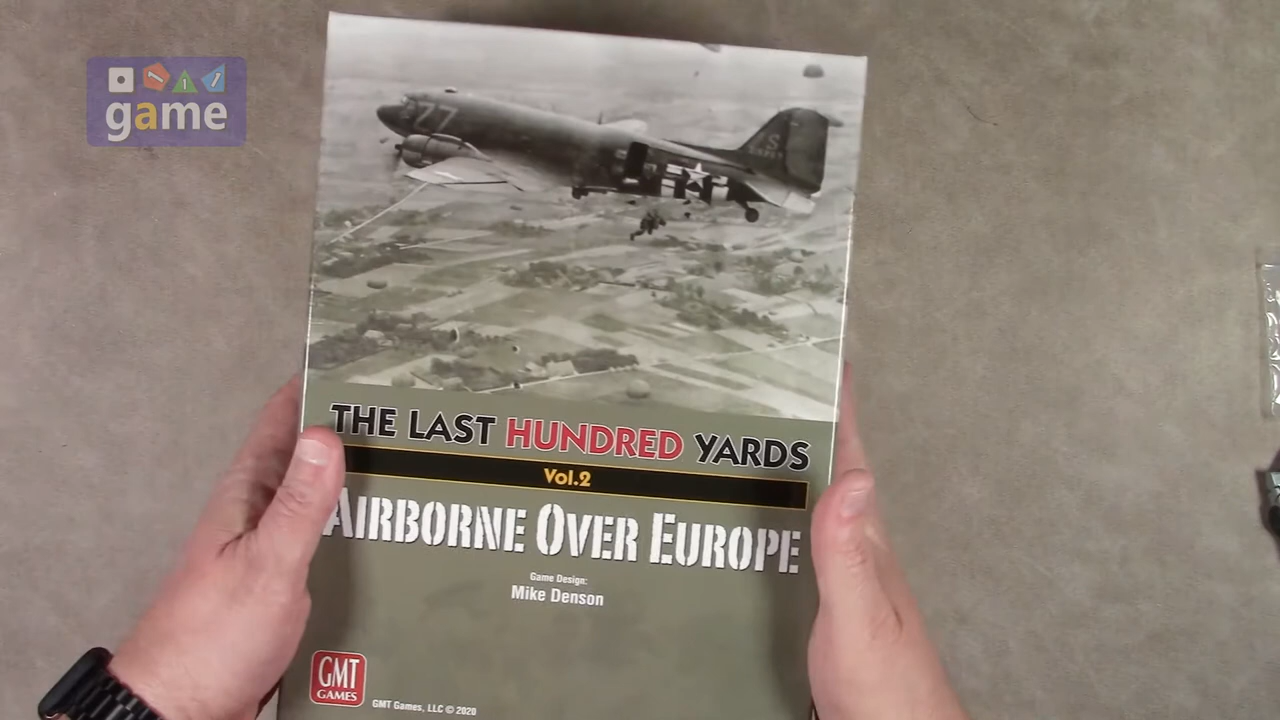 game
77
THE LAST HUNDRED YARDS
Vol.2
AIRBORNE OVER EUROPE
Game Design:
Mike Denson
GMT
GAMES
GMT Games, LLC © 2020